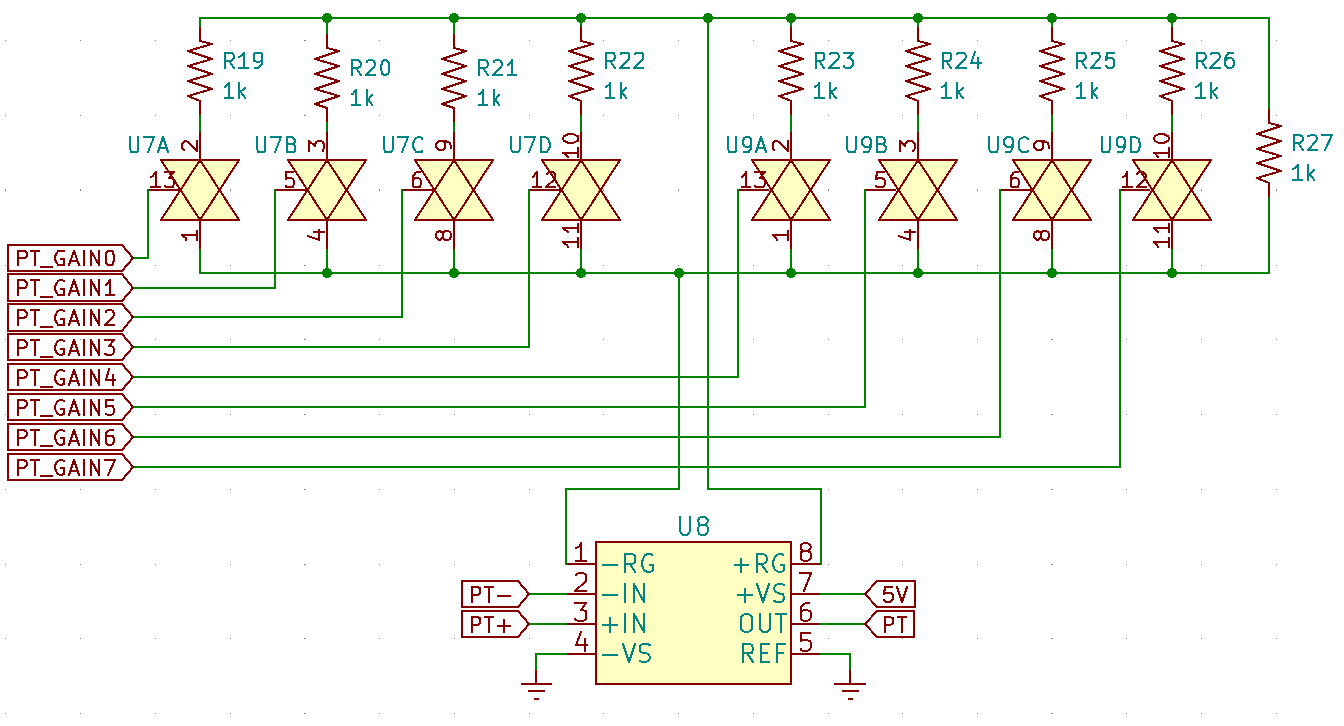 R19
1k
R20
1k
R21
1k
R22
1k
R23
1k
R24
1k
R25
1k
R26
1k
R27
1k
U7A
2
13
1
U7B
3
5
4
U7C
9
6
8
U7D
10
12
11
U9A
2
13
1
U9B
3
5
4
U9C
9
6
8
U9D
10
12
11
PT_GAIN0
PT_GAIN1
PT_GAIN2
PT_GAIN3
PT_GAIN4
PT_GAIN5
PT_GAIN6
PT_GAIN7
U8
1 -RG +RG 8
PT- 2 -IN +VS 7 5V
PT+ 3 +IN OUT 6 PT
4 -VS REF 5